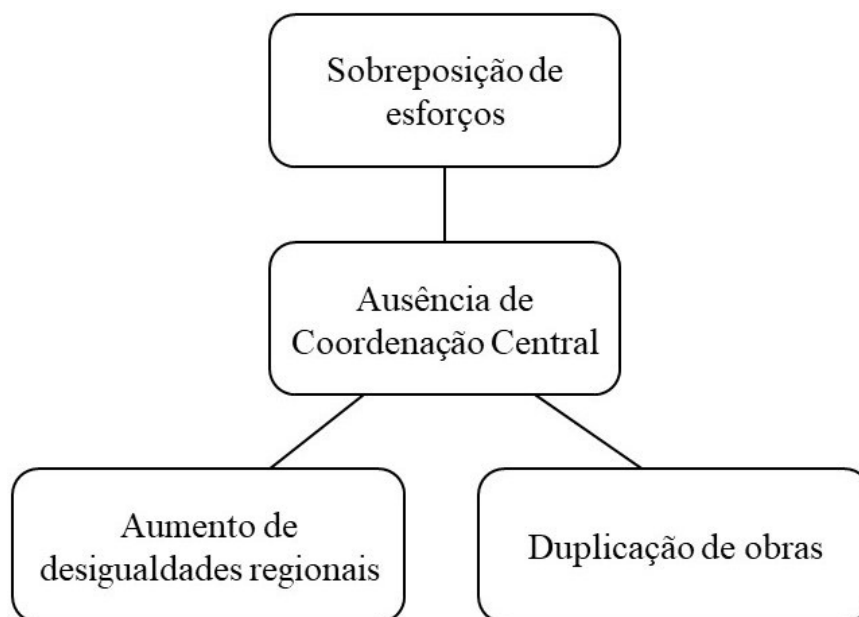 Sobreposição de
esforços
Ausência de
Coordenação Central
Aumento de
desigualdades regionais
Duplicação de obras